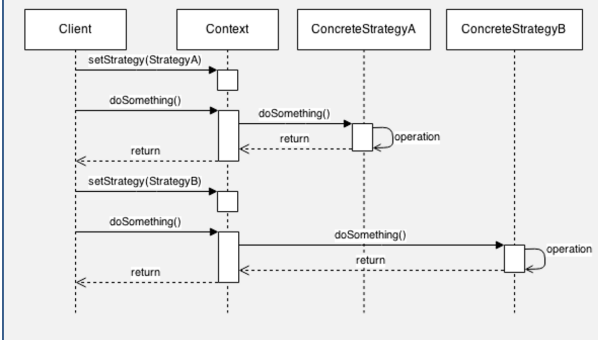 Client
Context
ConcreteStrategyA
ConcreteStrategyB
setStrategy(StrategyA)
doSomething()
doSomething()
return
operation
return
setStrategy(StrategyB)
doSomething()
doSomething()
operation
return
return